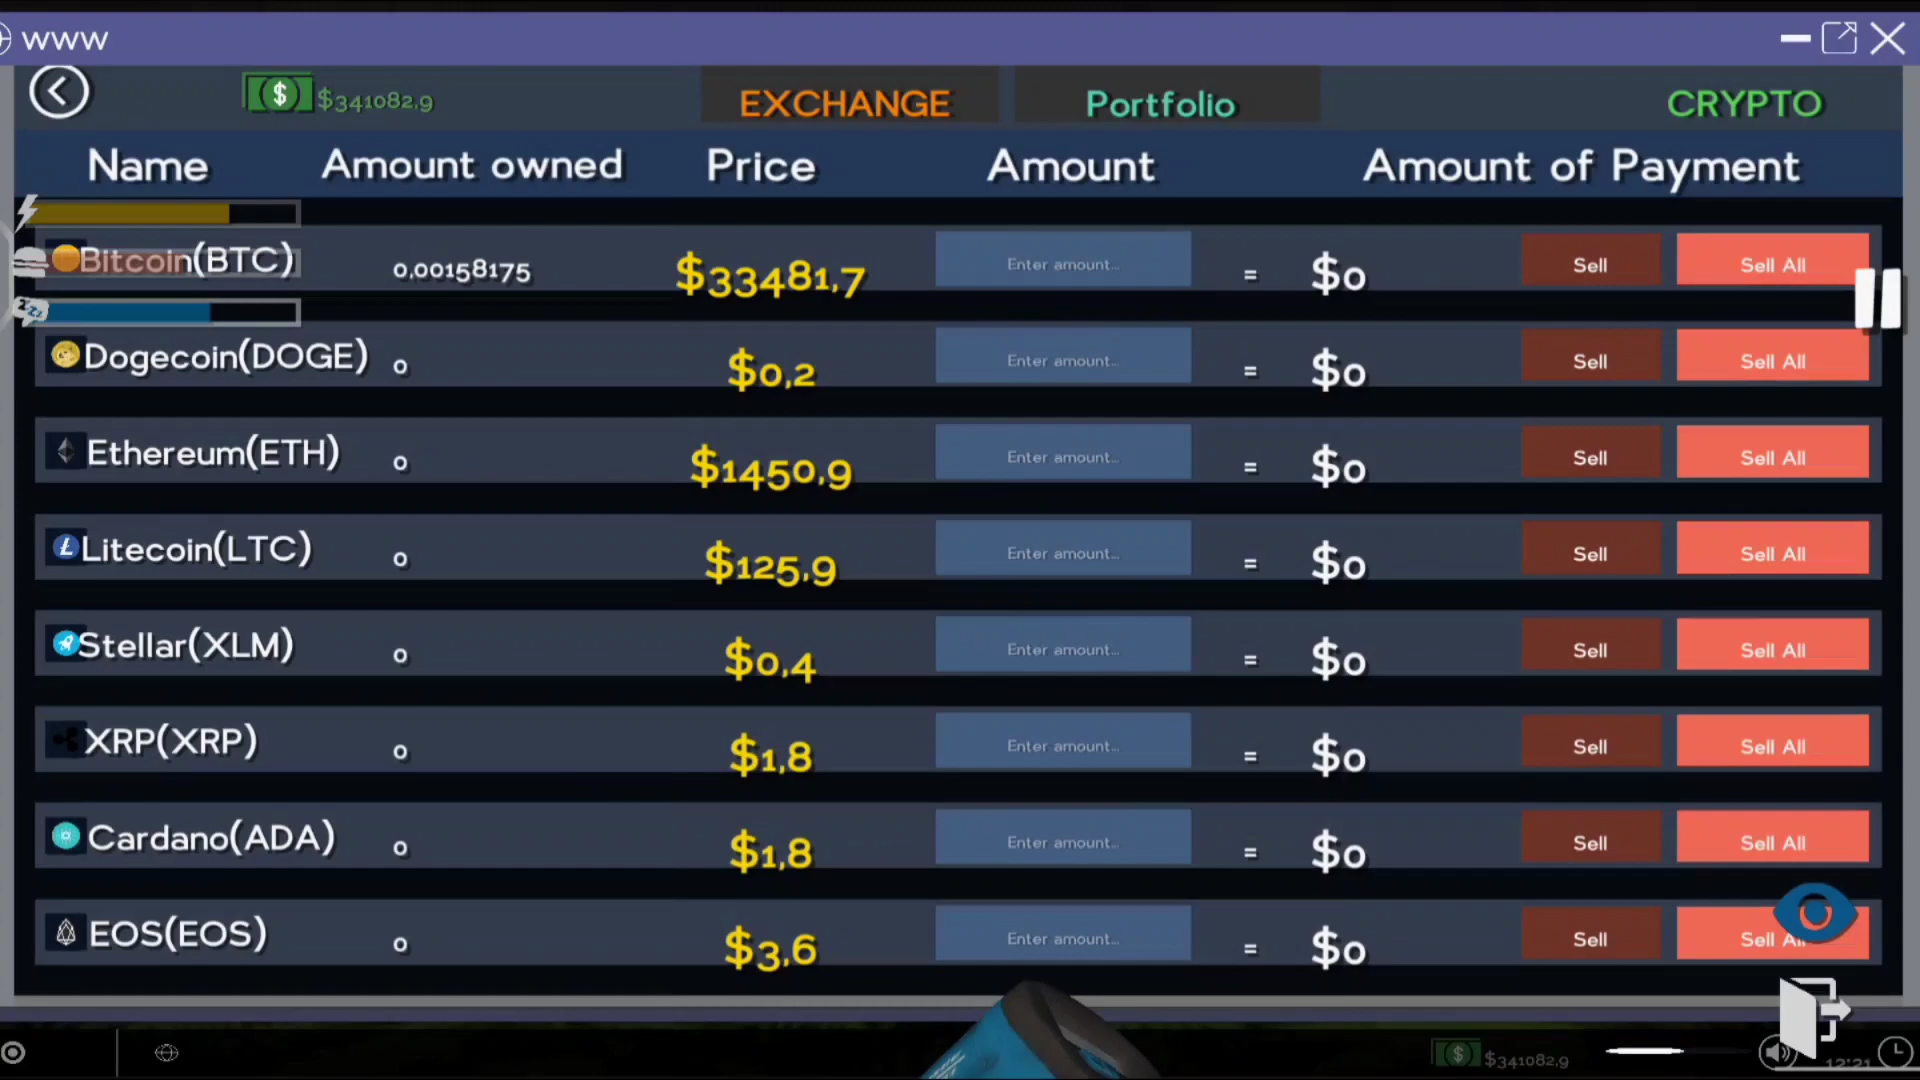 www
$341082,9 EXCHANGE Portfolio CRYPTO
Name Amount owned Price Amount Amount of Payment
Bitcoin(BTC) 0,00158175 $33481,7 Enter amount... = $0 Sell Sell All
Dogecoin(DOGE) 0 $0,2 Enter amount... = $0 Sell Sell All
Ethereum(ETH) 0 $1450,9 Enter amount... = $0 Sell Sell All
Litecoin(LTC) 0 $125,9 Enter amount... = $0 Sell Sell All
Stellar(XLM) 0 $0,4 Enter amount... = $0 Sell Sell All
XRP(XRP) 0 $1,8 Enter amount... = $0 Sell Sell All
Cardano(ADA) 0 $1,8 Enter amount... = $0 Sell Sell All
EOS(EOS) 0 $3,6 Enter amount... = $0 Sell Sell All
$341082,9 12:21